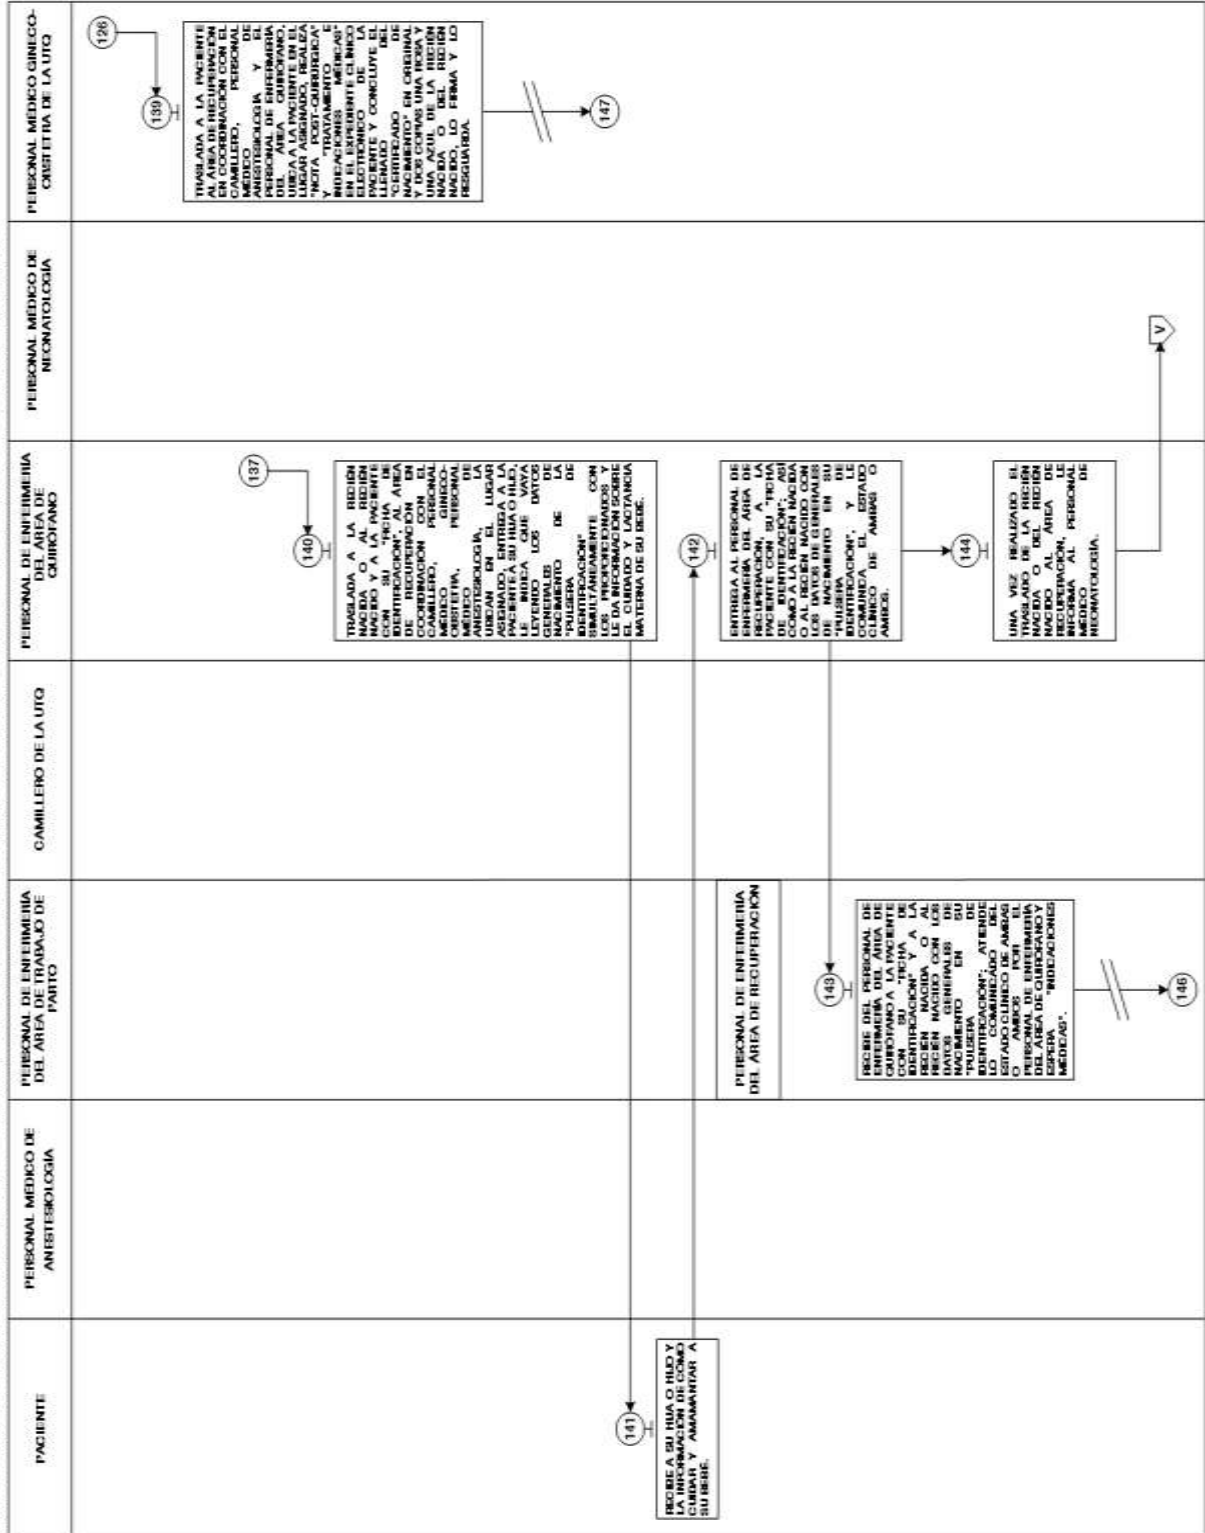 PACIENTE
PERSONAL MÉDICO DE
ANESTESIOLOGÍA
PERSONAL DE ENFERMERÍA
DEL ÁREA DE TRABAJO DE
PARTO
CAMILLERO DE LA UTQ
PERSONAL DE ENFERMERÍA
DEL ÁREA DE
QUIRÓFANO
PERSONAL MÉDICO DE
NEONATOLOGÍA
PERSONAL MÉDICO GINECO-
OBSTETRA DE LA UTQ
126
139
TRASLADA A LA PACIENTE
AL ÁREA DE RECUPERACIÓN
EN COORDINACIÓN CON EL
CAMILLERO, PERSONAL
MÉDICO DE
ANESTESIOLOGÍA Y EL
PERSONAL DE ENFERMERÍA
DEL ÁREA QUIRÓFANO,
UBICA A LA PACIENTE EN EL
LUGAR ASIGNADO, REALIZA
"NOTA POST-QUIRÚRGICA"
Y "TRATAMIENTO E
INDICACIONES MÉDICAS"
EN EL EXPEDIENTE CLÍNICO
ELECTRÓNICO DE LA
PACIENTE Y CONCLUYE EL
LLENADO DEL
"CERTIFICADO DE
NACIMIENTO" EN ORIGINAL
Y DOS COPIAS UNA ROSA Y
UNA AZUL DE LA RECIÉN
NACIDA O DEL RECIÉN
NACIDO, LO FIRMA Y LO
RESGUARDA.
147
137
140
TRASLADA A LA RECIÉN
NACIDA O AL RECIÉN
NACIDO Y A LA PACIENTE
CON SU "FICHA DE
IDENTIFICACIÓN", AL ÁREA
DE RECUPERACIÓN EN
COORDINACIÓN CON EL
CAMILLERO, PERSONAL
MÉDICO GINECO-
OBSTETRA, PERSONAL
MÉDICO DE
ANESTESIOLOGÍA, LA
UBICAN EN EL LUGAR
ASIGNADO, ENTREGA A LA
PACIENTE A SU HIJA O HIJO,
LE INDICA QUE VAYA
LEYENDO LOS DATOS
GENERALES DE
NACIMIENTO DE LA
"PULSERA DE
IDENTIFICACIÓN"
SIMULTÁNEAMENTE CON
LOS PROPORCIONADOS Y
LE DA INFORMACIÓN SOBRE
EL CUIDADO Y LACTANCIA
MATERNA DE SU BEBÉ.
141
RECIBE A SU HIJA O HIJO Y
LA INFORMACIÓN DE CÓMO
CUIDAR Y AMAMANTAR A
SU BEBÉ.
142
ENTREGA AL PERSONAL DE
ENFERMERÍA DEL ÁREA DE
RECUPERACIÓN, A LA
PACIENTE CON SU "FICHA
DE IDENTIFICACIÓN"; ASÍ
COMO A LA RECIÉN NACIDA
O AL RECIÉN NACIDO CON
LOS DATOS DE GENERALES
DE NACIMIENTO EN SU
"PULSERA DE
IDENTIFICACIÓN", Y LE
COMUNICA EL ESTADO
CLÍNICO DE AMBAS O
AMBOS.
PERSONAL DE ENFERMERÍA
DEL ÁREA DE RECUPERACIÓN
143
RECIBE DEL PERSONAL DE
ENFERMERÍA DEL ÁREA DE
QUIRÓFANO A LA PACIENTE
CON SU "FICHA DE
IDENTIFICACIÓN" Y A LA
RECIÉN NACIDA O AL
RECIÉN NACIDO CON LOS
DATOS GENERALES DE
NACIMIENTO EN SU
"PULSERA DE
IDENTIFICACIÓN"; ATIENDE
LO COMUNICADO DEL
ESTADO CLÍNICO DE AMBAS
O AMBOS POR EL
PERSONAL DE ENFERMERÍA
DEL ÁREA DE QUIRÓFANO Y
ESPERA "INDICACIONES
MÉDICAS".
146
144
UNA VEZ REALIZADO EL
TRASLADO DE LA RECIÉN
NACIDA O DEL RECIÉN
NACIDO AL ÁREA DE
RECUPERACIÓN, LE
INFORMA AL PERSONAL
MÉDICO DE
NEONATOLOGÍA.
V